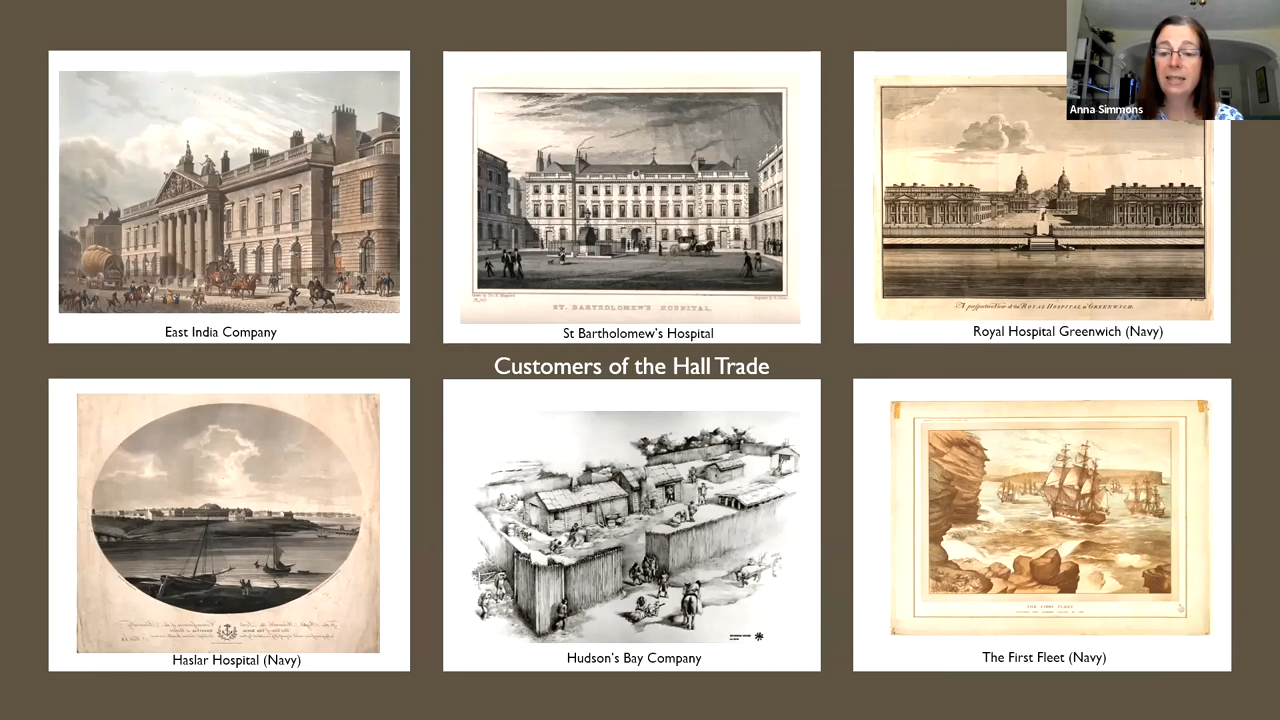 Anna Simmons
East India Company
ST. BARTHOLOMEW'S HOSPITAL.
St Bartholomew's Hospital
A perspective View of the ROYAL HOSPITAL at GREENWICH.
Royal Hospital Greenwich (Navy)
Customers of the Hall Trade
Haslar Hospital (Navy)
Hudson's Bay Company
THE FIRST FLEET
The First Fleet (Navy)